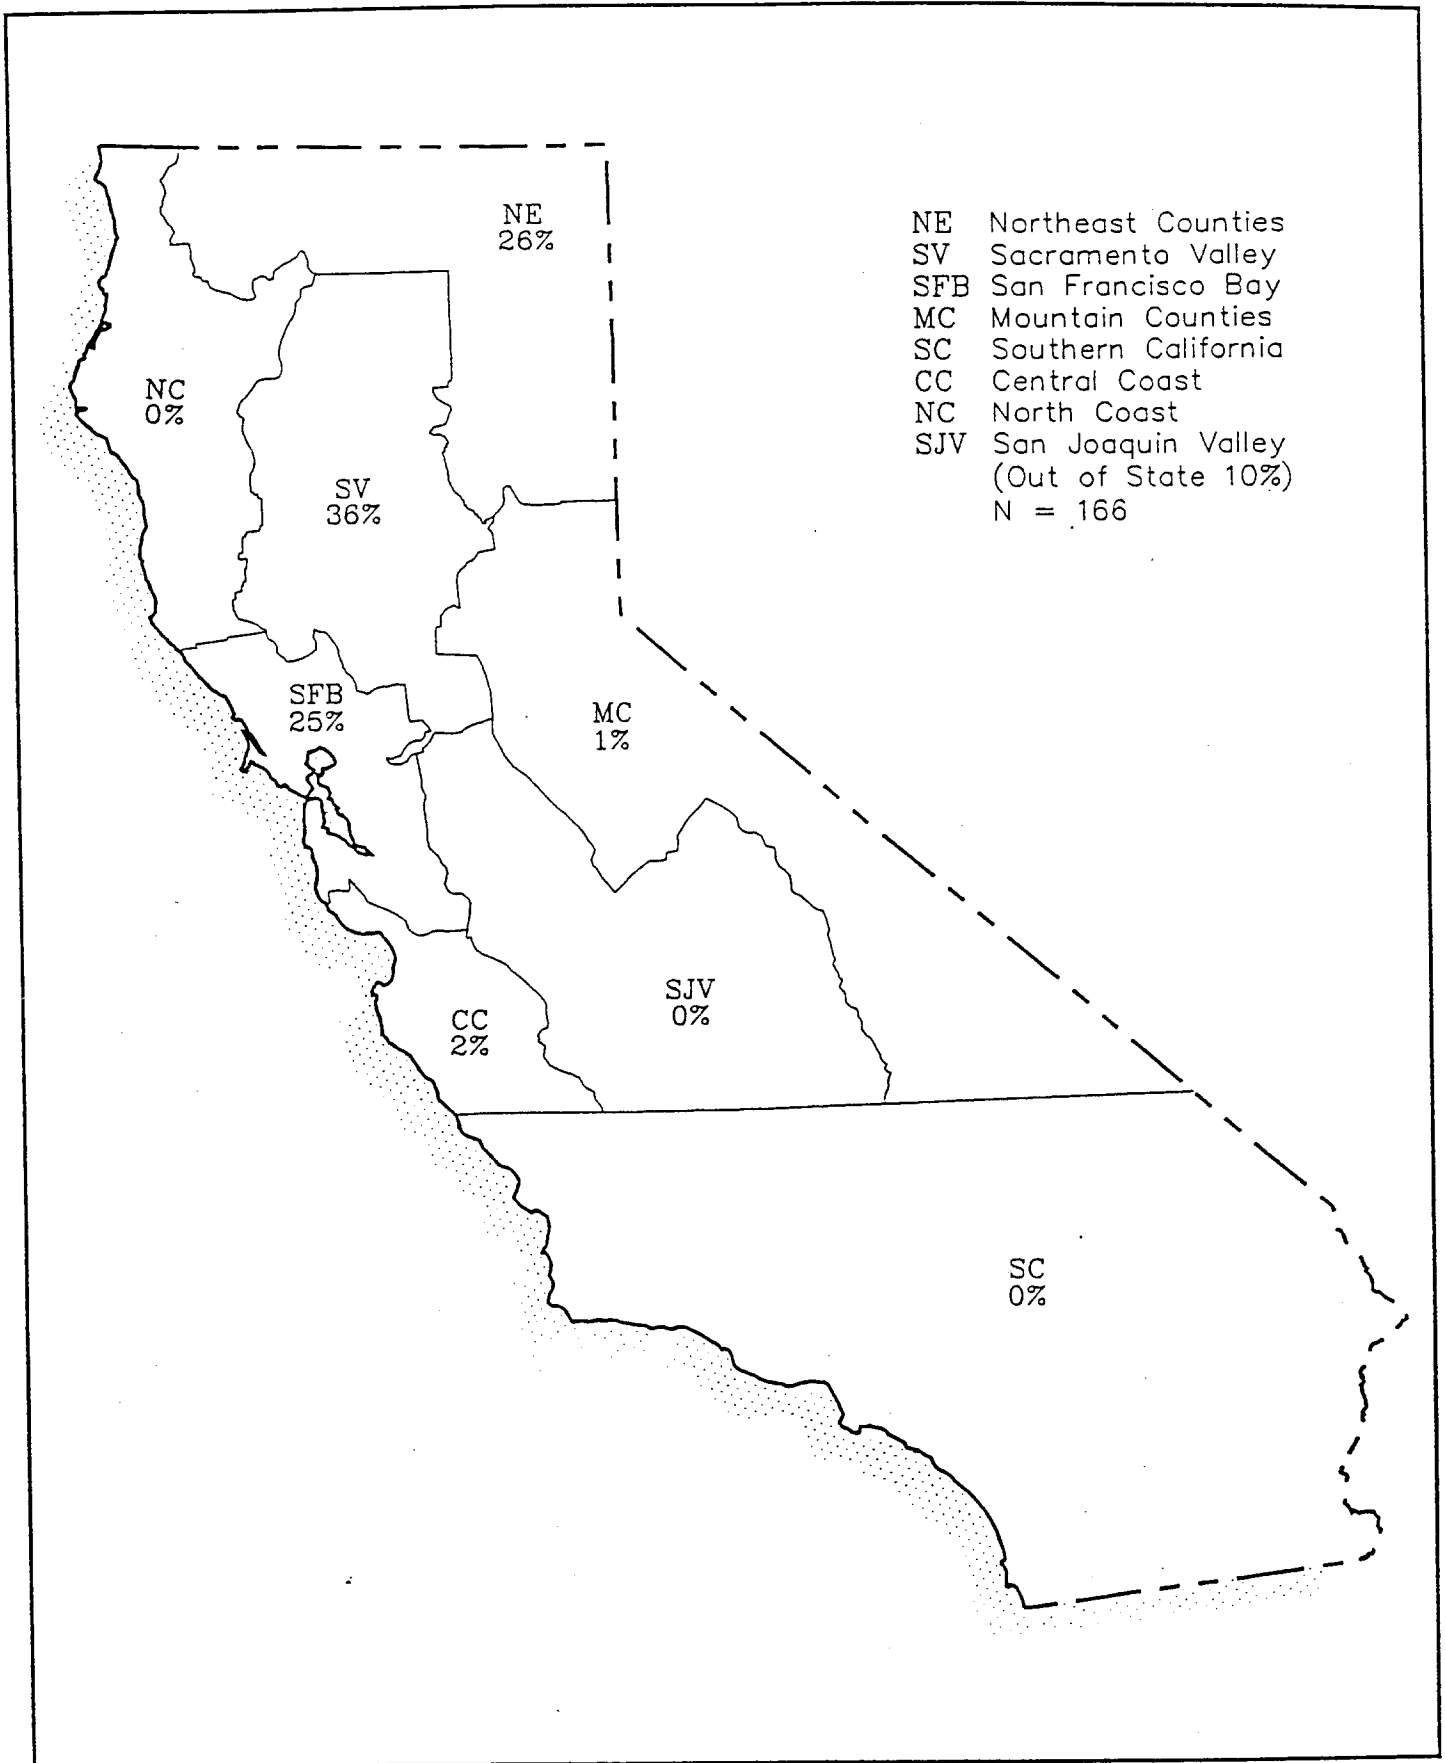 NE
26%
NE Northeast Counties
SV Sacramento Valley
SFB San Francisco Bay
MC Mountain Counties
SC Southern California
CC Central Coast
NC North Coast
SJV San Joaquin Valley
(Out of State 10%)
N = 166
NC
0%
SV
36%
SFB
25%
MC
1%
SJV
0%
CC
2%
SC
0%